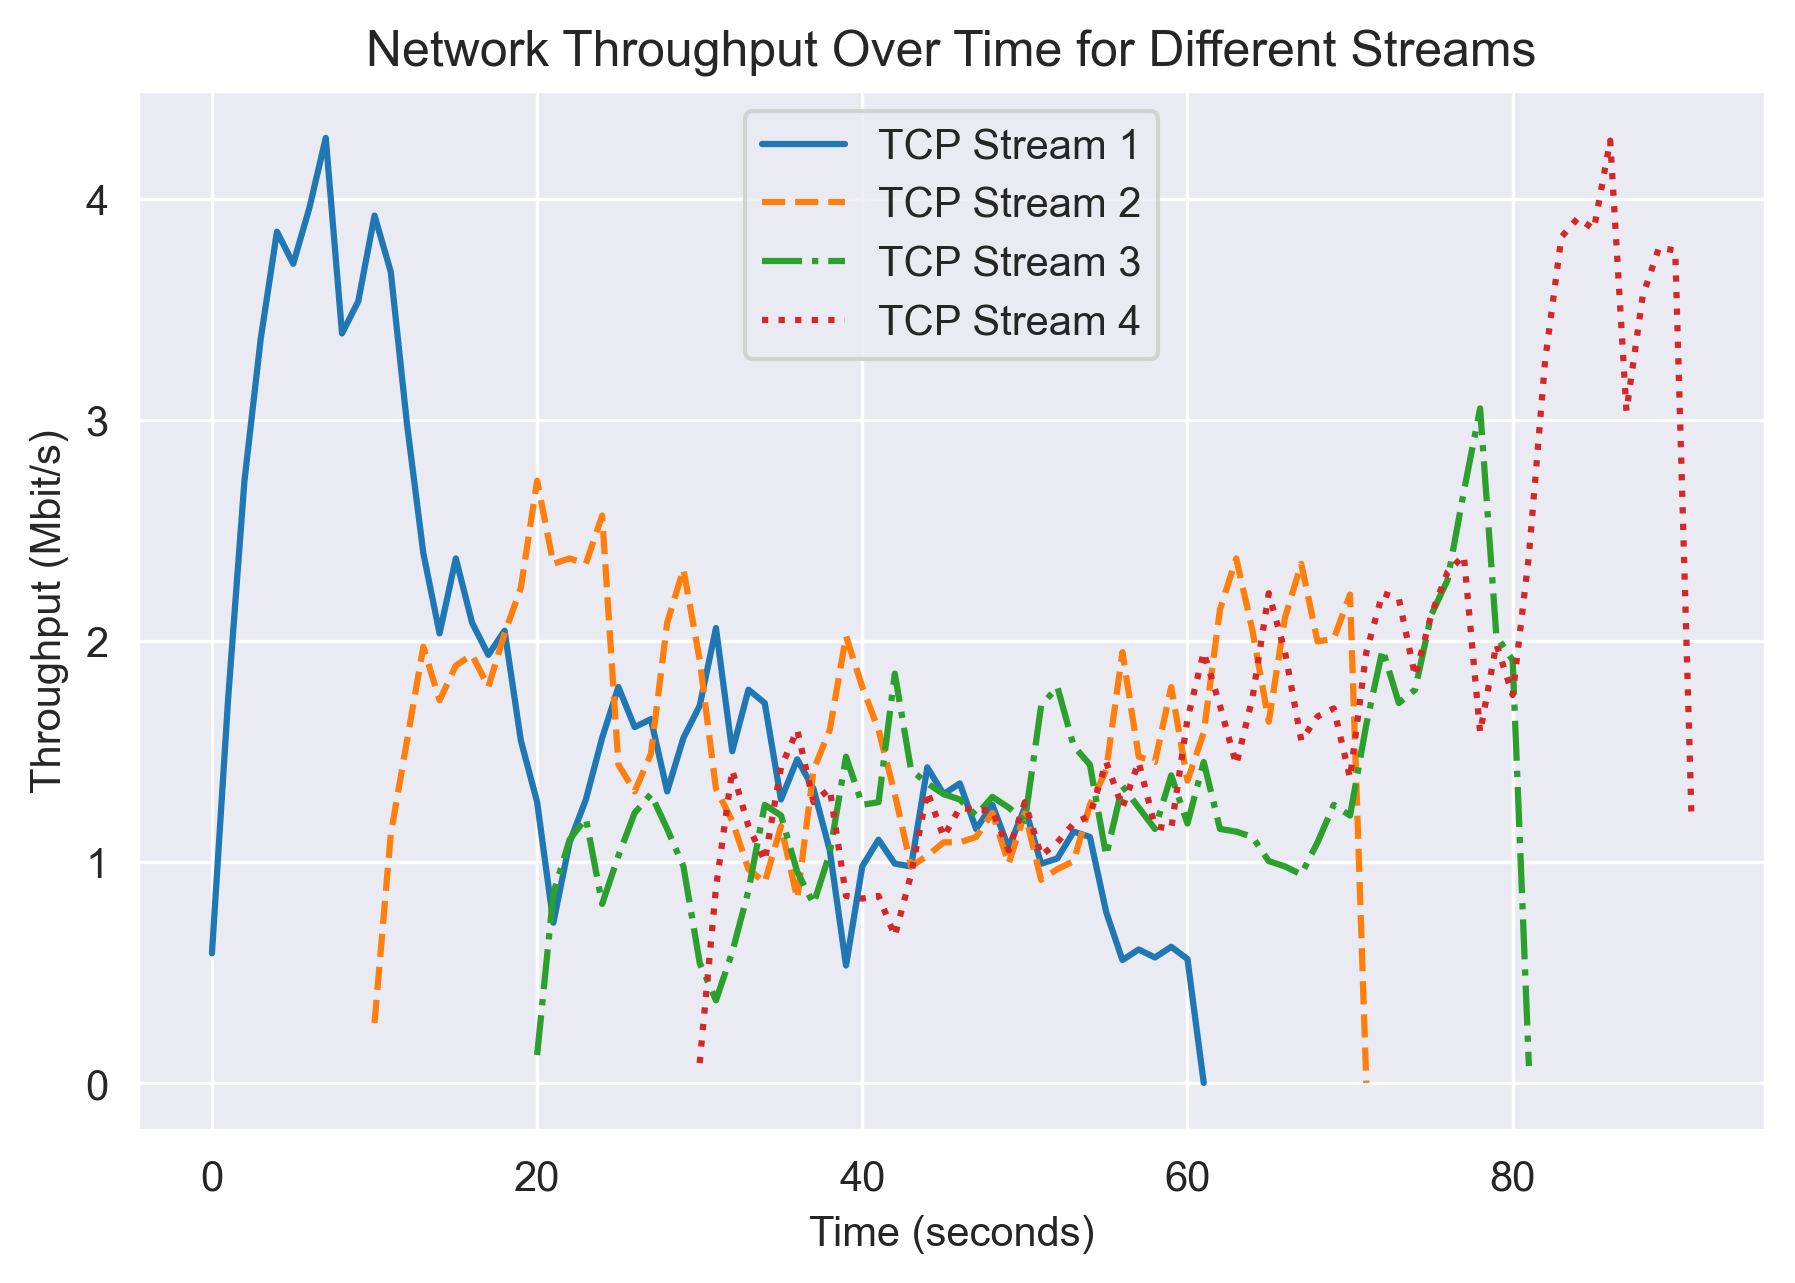 Network Throughput Over Time for Different Streams
TCP Stream 1
TCP Stream 2
TCP Stream 3
TCP Stream 4
Throughput (Mbit/s)
4
3
2
1
0
0 20 40 60 80
Time (seconds)